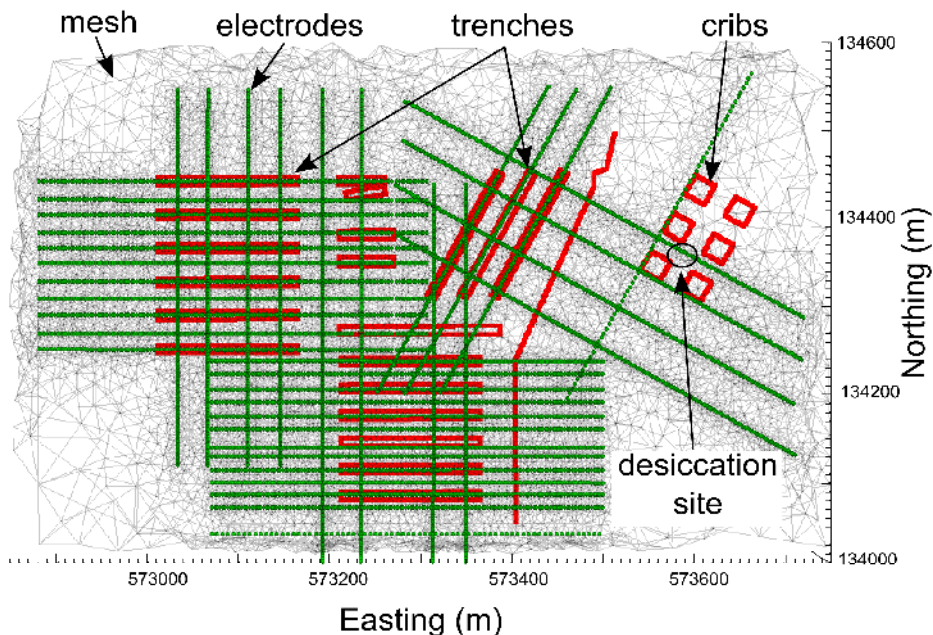 mesh
electrodes
trenches
cribs
134600
134400
Northing (m)
134200
desiccation
site
134000
573000
573200
573400
573600
Easting (m)